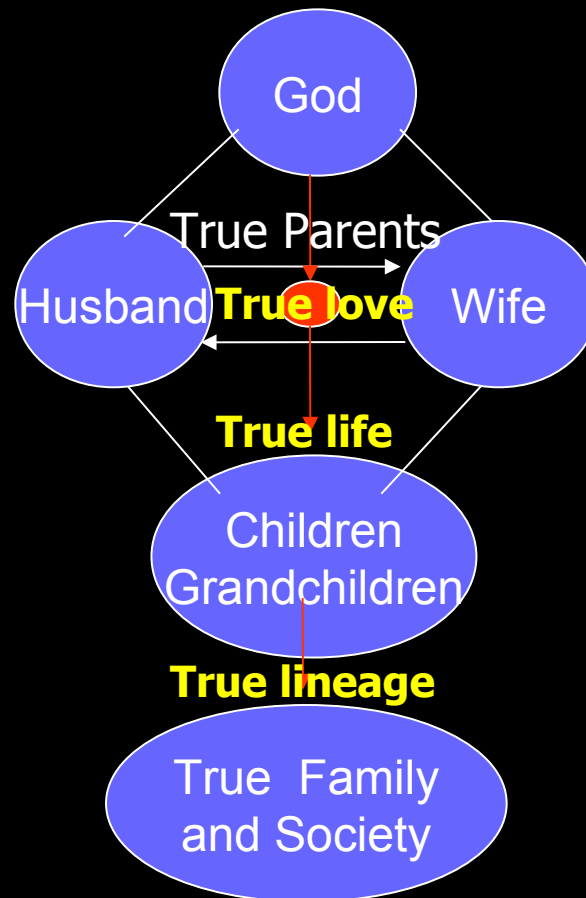 God
True Parents
Husband
True love
Wife
True life
Children
Grandchildren
True lineage
True Family
and Society